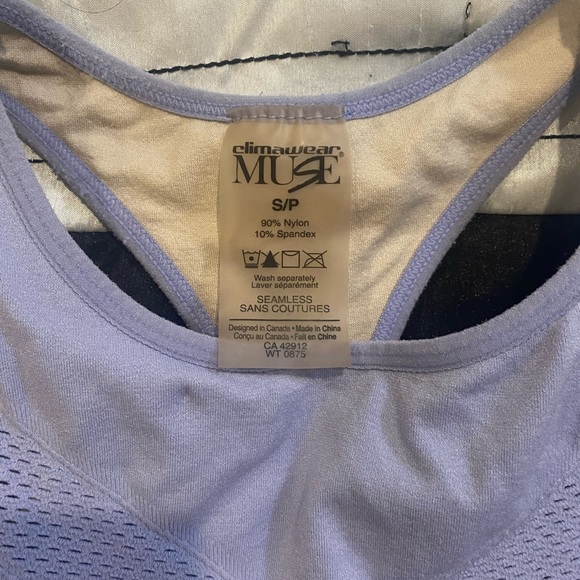 climawear
MUSE®
S/P
90% Nylon
10% Spandex
Wash separately
Laver séparément
SEAMLESS
SANS COUTURES
Designed in Canada • Made in China
Conçu au Canada • Fait en Chine
CA 42912
WT 0875